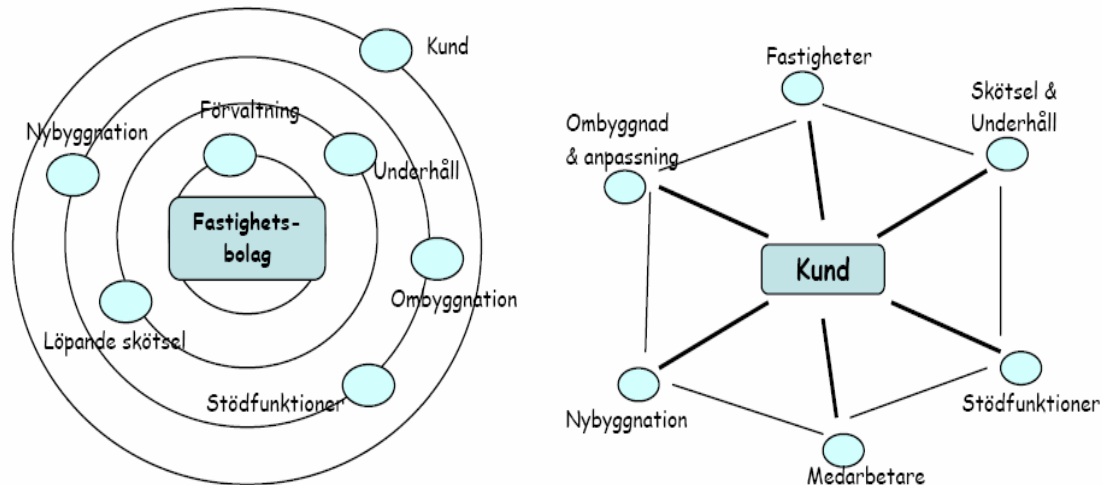 Kund
Förvaltning
Nybyggnation
Underhåll
Fastighets-
bolag
Ombyggnation
Löpande skötsel
Stödfunktioner
Fastigheter
Skötsel &
Underhåll
Ombyggnad
& anpassning
Kund
Nybyggnation
Stödfunktioner
Medarbetare